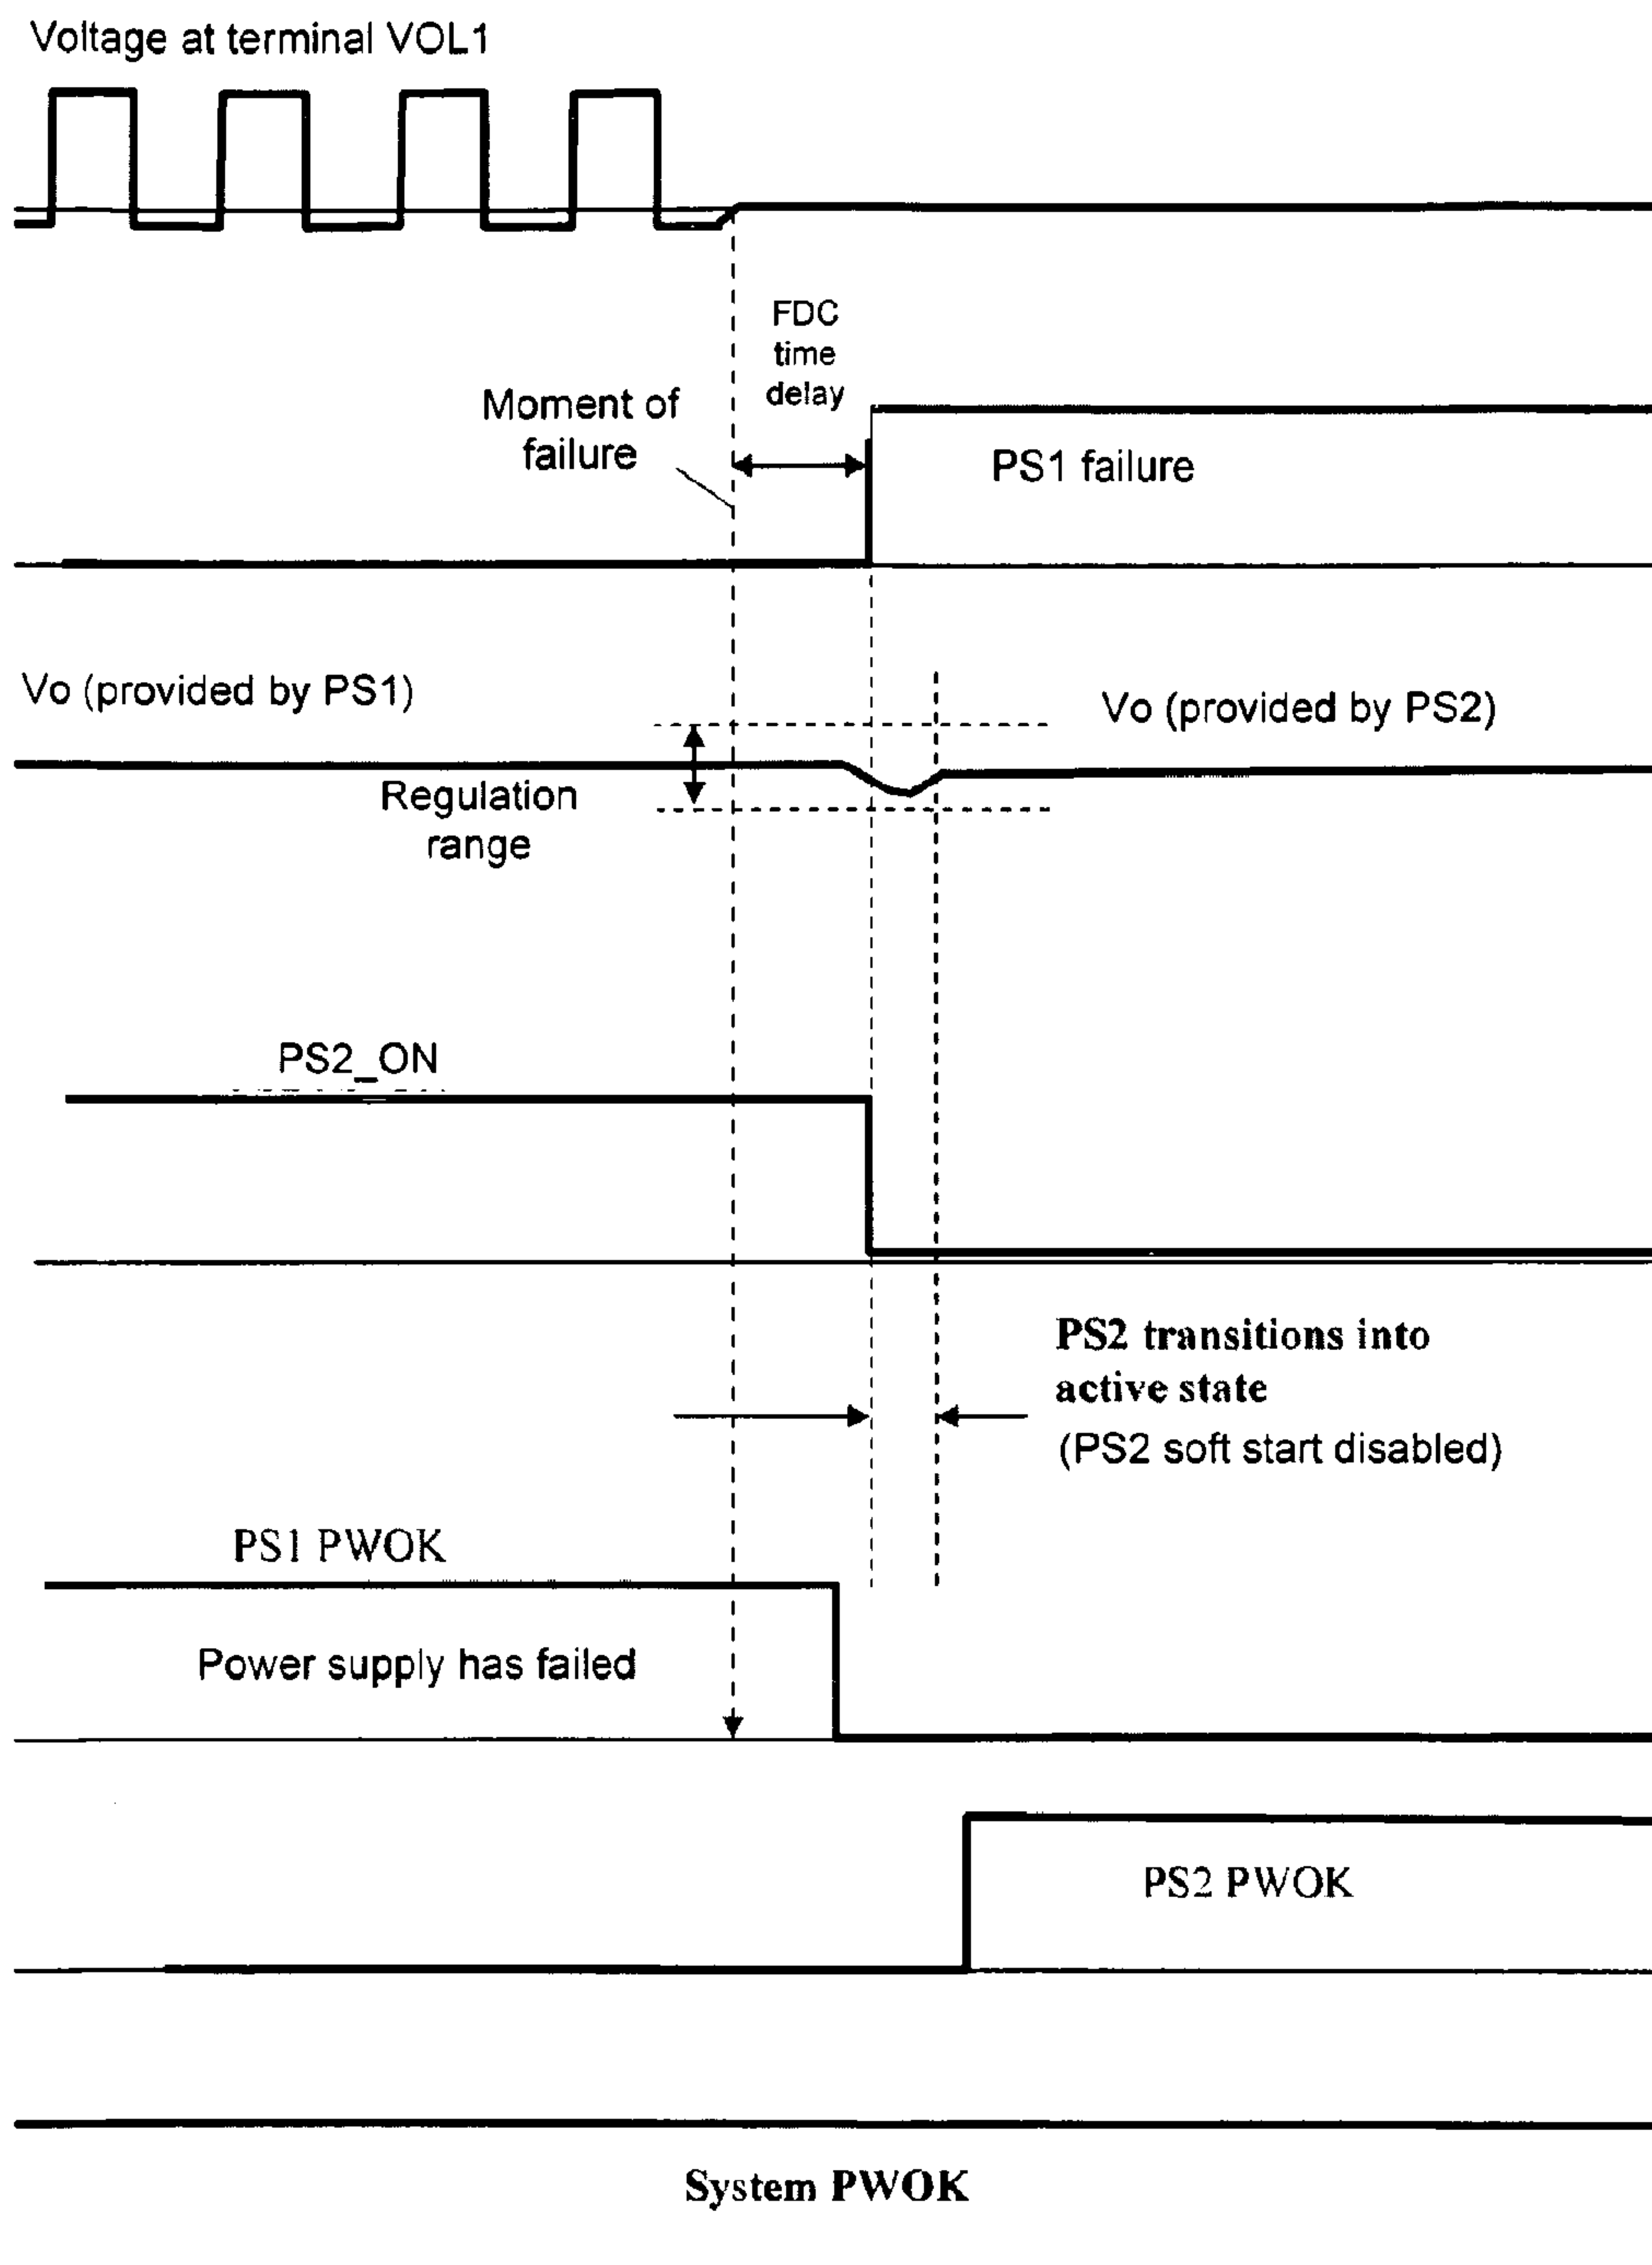 Voltage at terminal VOL1
FDC
time
delay
Moment of
failure
PS1 failure
Vo (provided by PS1)
Vo (provided by PS2)
Regulation
range
PS2_ON
PS2 transitions into
active state
(PS2 soft start disabled)
PS1 PWOK
Power supply has failed
PS2 PWOK
System PWOK